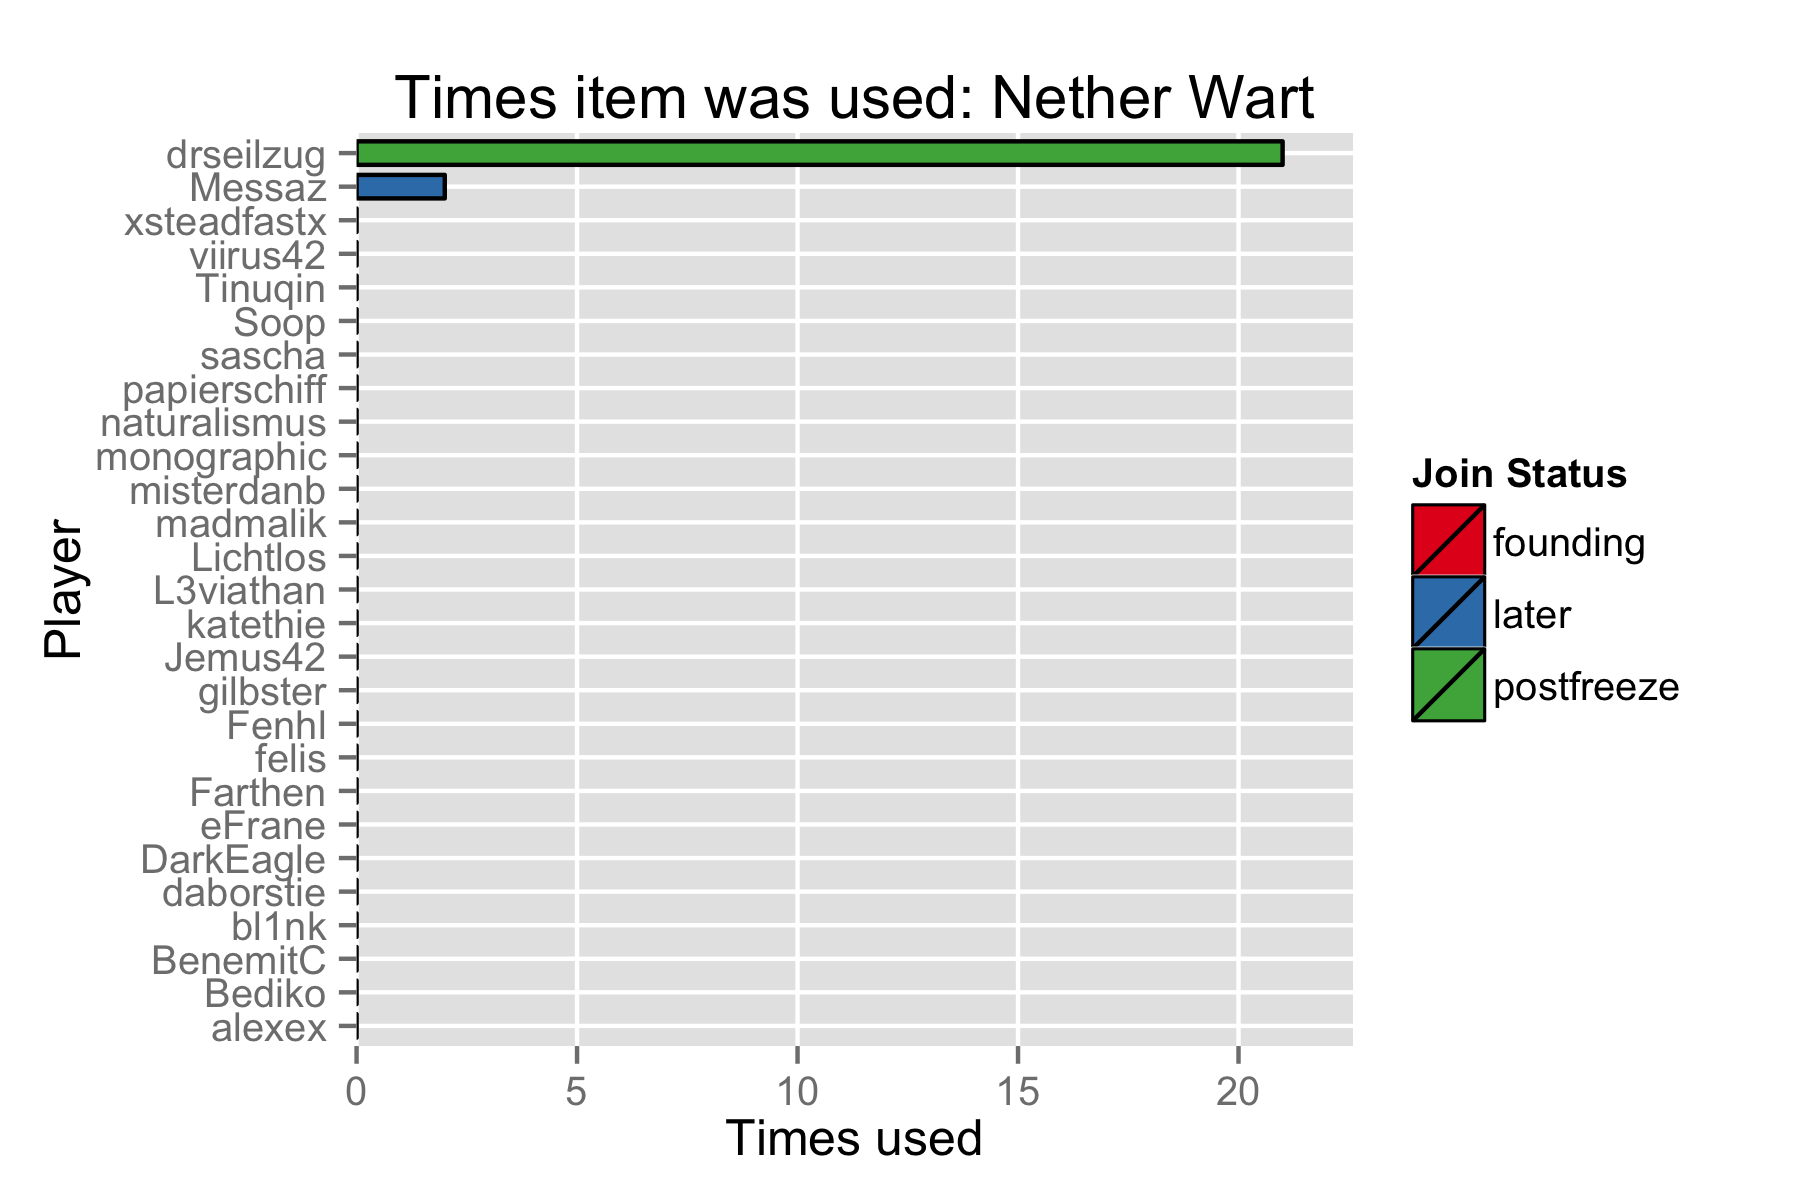 Times item was used: Nether Wart
Player
drseilzug
Messaz
xsteadfastx
viirus42
Tinuqin
Soop
sascha
papierschiff
naturalismus
monographic
misterdanb
madmalik
Lichtlos
L3viathan
katethie
Jemus42
gilbster
Fenhl
felis
Farthen
eFrane
DarkEagle
daborstie
bl1nk
BenemitC
Bediko
alexex
0 5 10 15 20
Times used
Join Status
founding
later
postfreeze